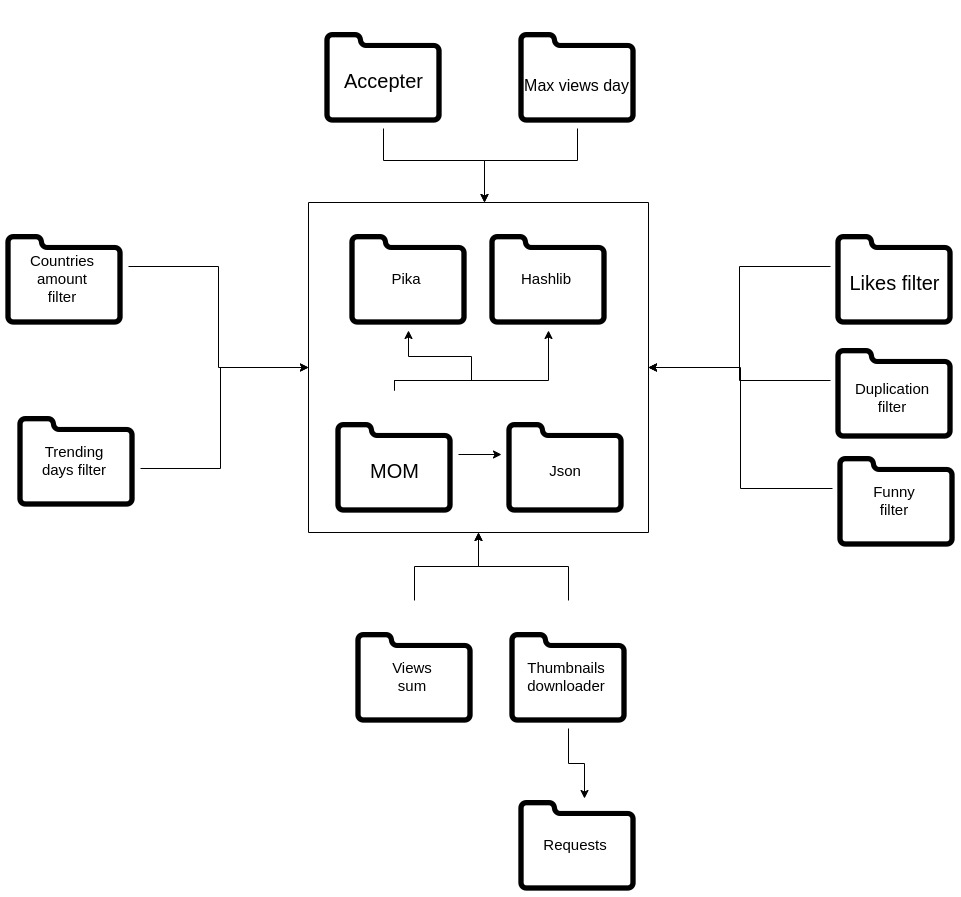 Accepter
Max views day
Countries
amount
filter
Pika
Hashlib
Likes filter
Duplication
filter
Trending
days filter
MOM
Json
Funny
filter
Views
sum
Thumbnails
downloader
Requests